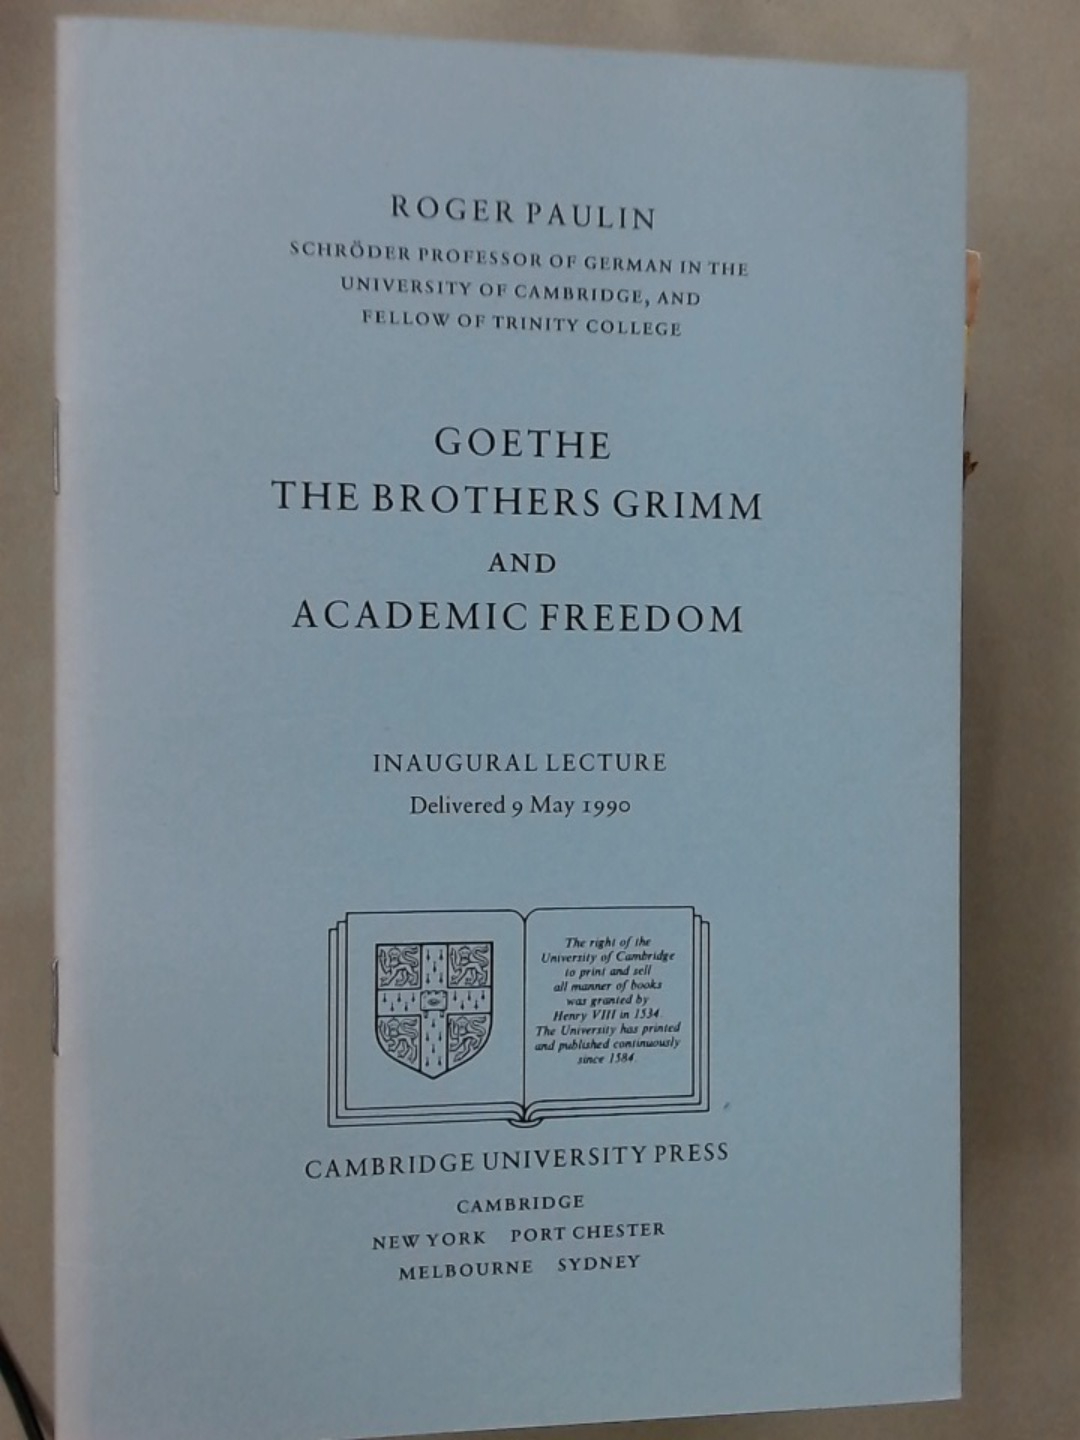 ROGER PAULIN
SCHRÖDER PROFESSOR OF GERMAN IN THE
UNIVERSITY OF CAMBRIDGE, AND
FELLOW OF TRINITY COLLEGE
GOETHE
THE BROTHERS GRIMM
AND
ACADEMIC FREEDOM
INAUGURAL LECTURE
Delivered 9 May 1990
The right of the
University of Cambridge
to print and sell
all manner of books
was granted by
Henry VIII in 1534.
The University has printed
and published continuously
since 1584.
CAMBRIDGE UNIVERSITY PRESS
CAMBRIDGE
NEW YORK PORT CHESTER
MELBOURNE SYDNEY